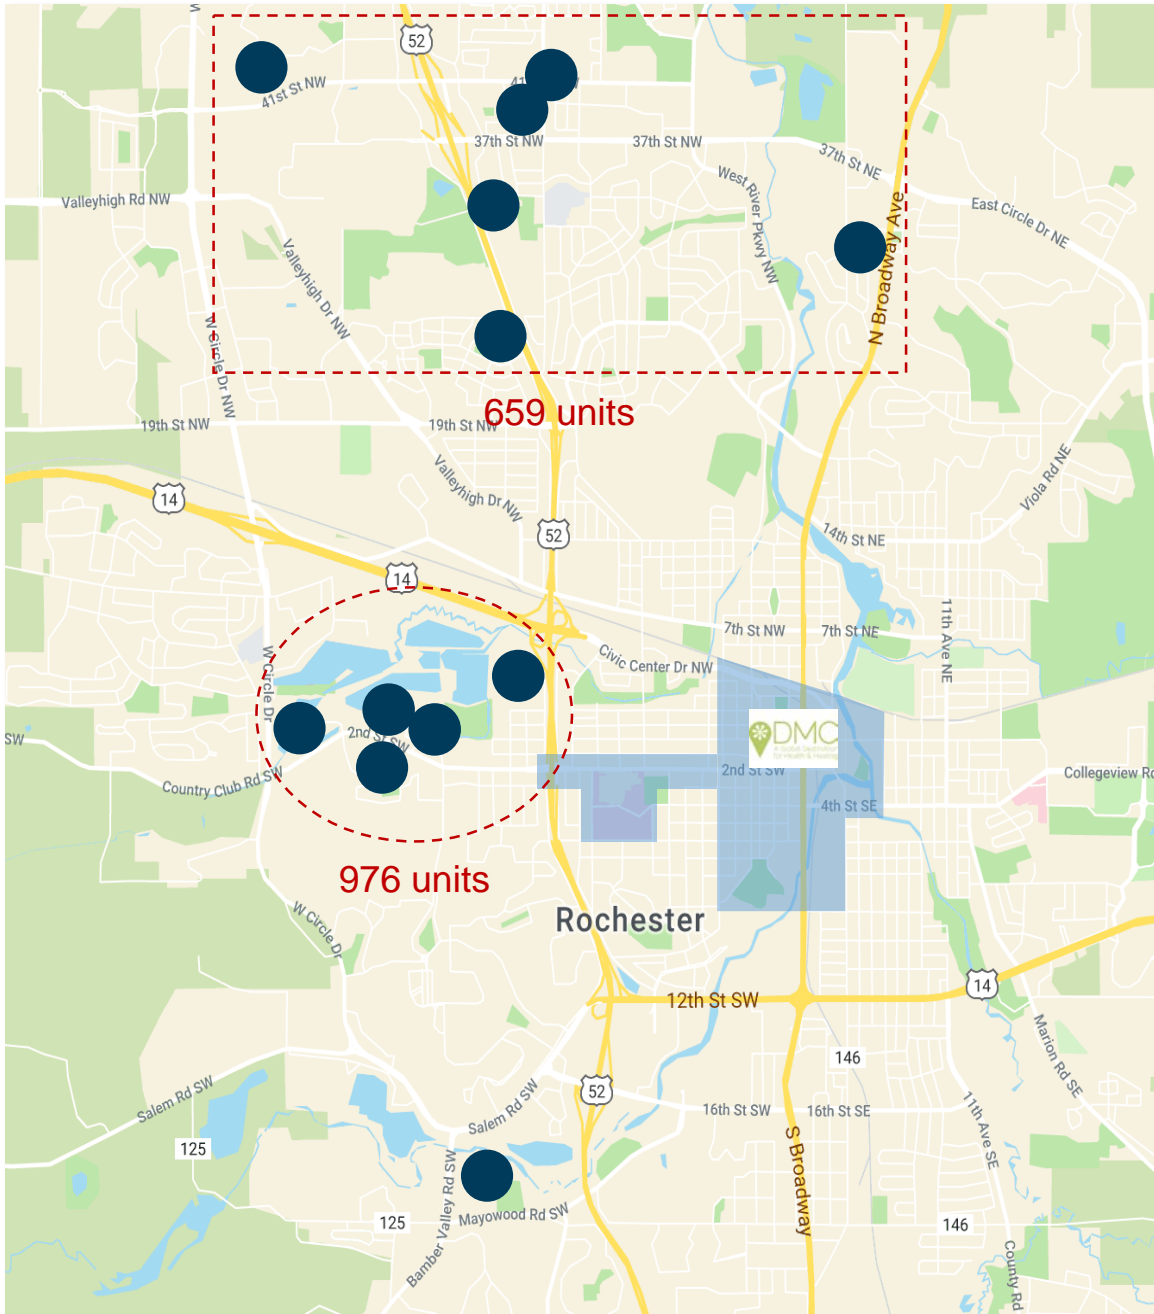 52
41st St NW
37th St NW
37th St NW
37th St NE
Valleyhigh Rd NW
West River Pkwy NW
East Circle Dr NE
N Broadway Ave
Valleyhigh Dr NW
W Circle Dr NW
659 units
19th St NW
19th St NW
Valleyhigh Dr NW
Viola Rd NE
14
52
14th St NE
14
11th Ave NE
7th St NW
7th St NE
Civic Center Dr NW
W Circle Dr
DMC
A Global Destination
for Health & Healing
2nd St SW
SW
2nd St SW
Country Club Rd SW
Collegeview Rd
4th St SE
976 units
Rochester
W Circle Dr
14
12th St SW
Marion Rd SE
146
Salem Rd SW
52
Salem Rd SW
16th St SW
16th St SE
11th Ave SE
125
S Broadway
Bamber Valley Rd SW
125
Mayowood Rd SW
146
County Rd